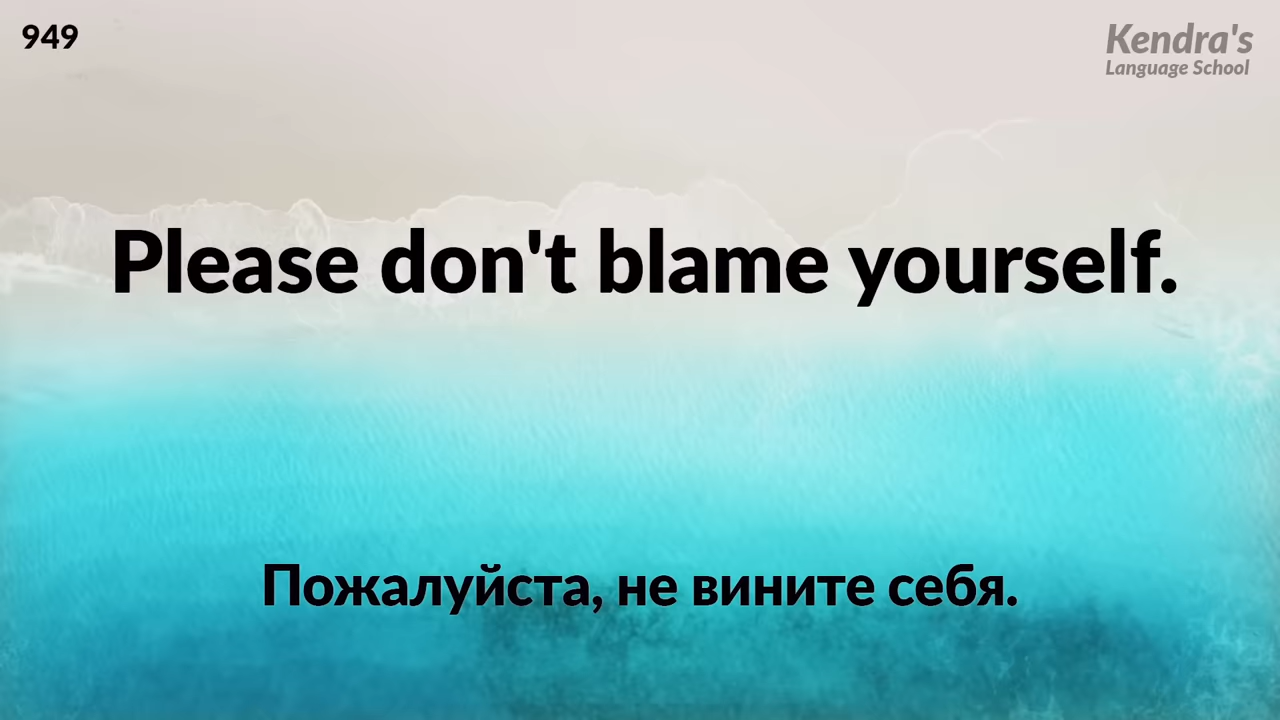 949
Kendra's
Language School
Please don't blame yourself.
Пожалуйста, не вините себя.